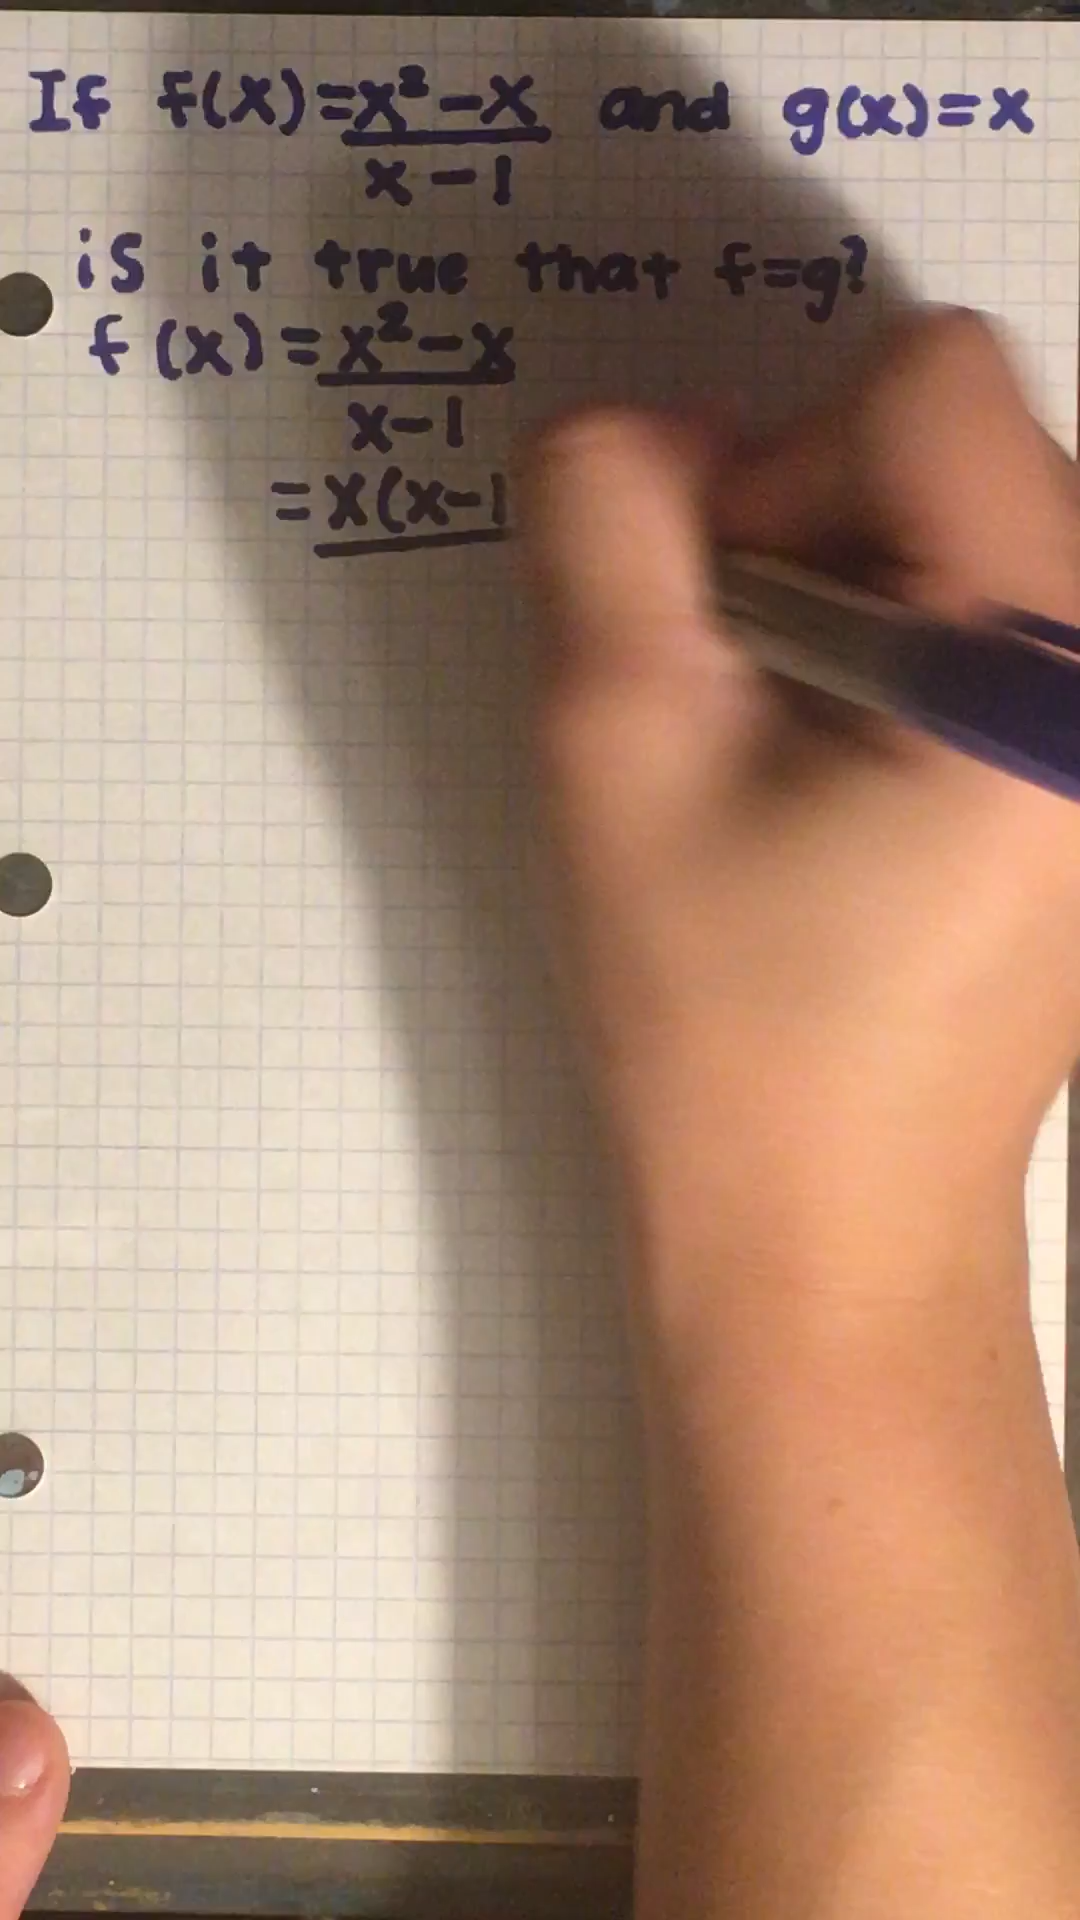 If f(x)=x²-x and g(x)=x
x-1
is it true that f=g?
f(x)=x²-x
x-1
=x(x-1